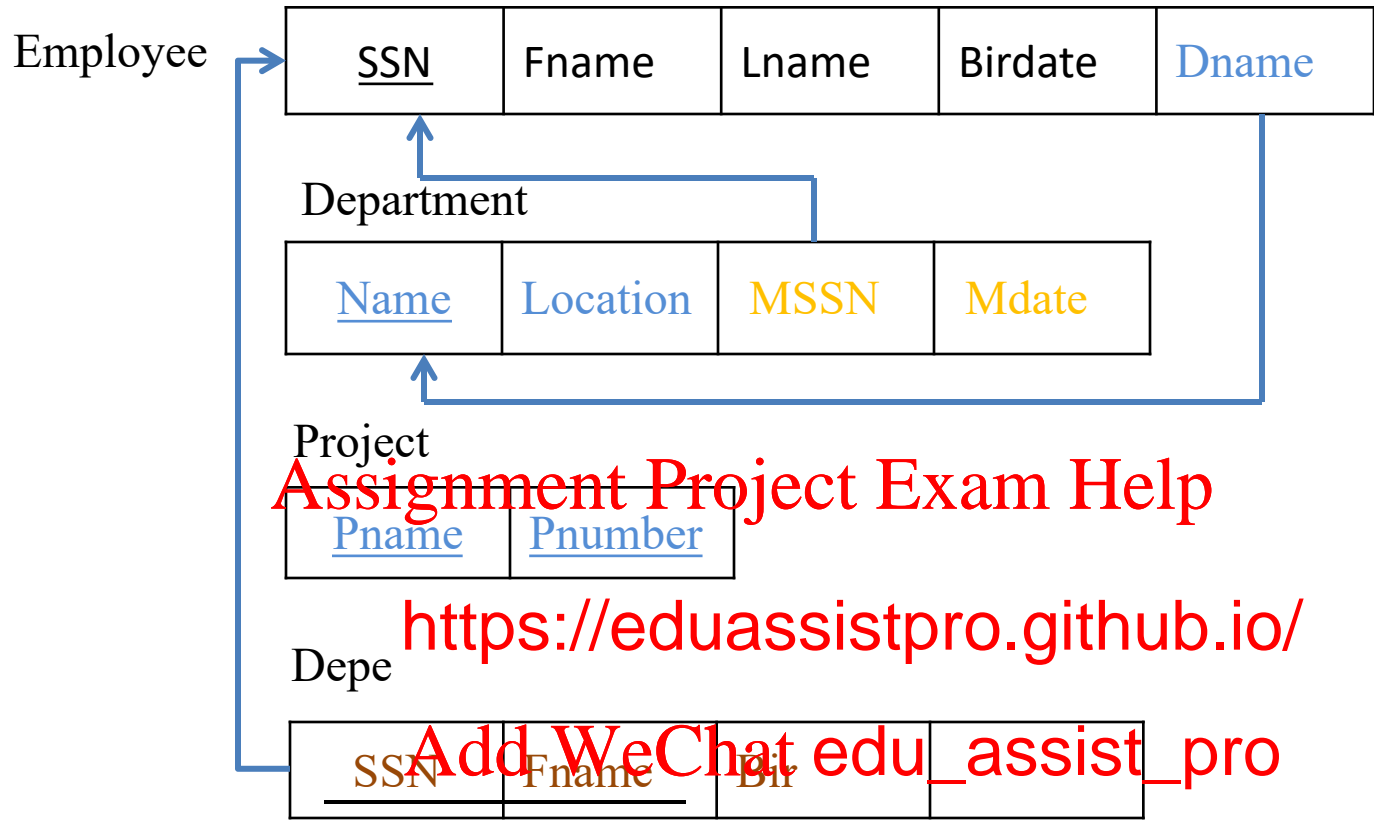 Employee
SSN Fname Lname Birdate Dname
Department
Name Location MSSN Mdate
Project
Assignment Project Exam Help
Pname Pnumber
https://eduassistpro.github.io/
Depe
SSN Fname Bir
Add WeChat edu_assist_pro